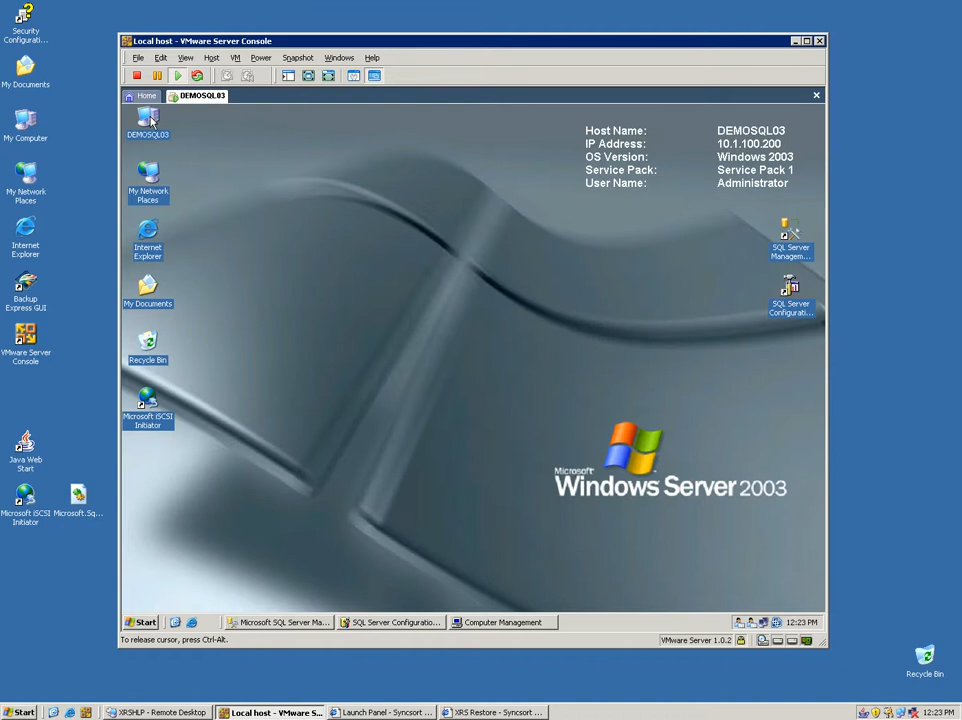 Security
Configurati...
My Documents
My Computer
My Network
Places
Internet
Explorer
Backup
Express GUI
VMware Server
Console
Java Web
Start
Microsoft iSCSI
Initiator
Microsoft.Sq...
Local host - VMware Server Console
File Edit View Host VM Power Snapshot Windows Help
Home DEMOSQL03
DEMOSQL03
My Network
Places
Internet
Explorer
My Documents
Recycle Bin
Microsoft iSCSI
Initiator
Host Name: DEMOSQL03
IP Address: 10.1.100.200
OS Version: Windows 2003
Service Pack: Service Pack 1
User Name: Administrator
SQL Server
Managem...
SQL Server
Configurati...
Microsoft
Windows Server 2003
Start Microsoft SQL Server Ma... SQL Server Configuratio... Computer Management 12:23 PM
To release cursor, press Ctrl-Alt. VMware Server 1.0.2
Recycle Bin
Start XRSHLP - Remote Desktop Local host - VMware S... Launch Panel - Syncsort ... XRS Restore - Syncsort ... 12:23 PM